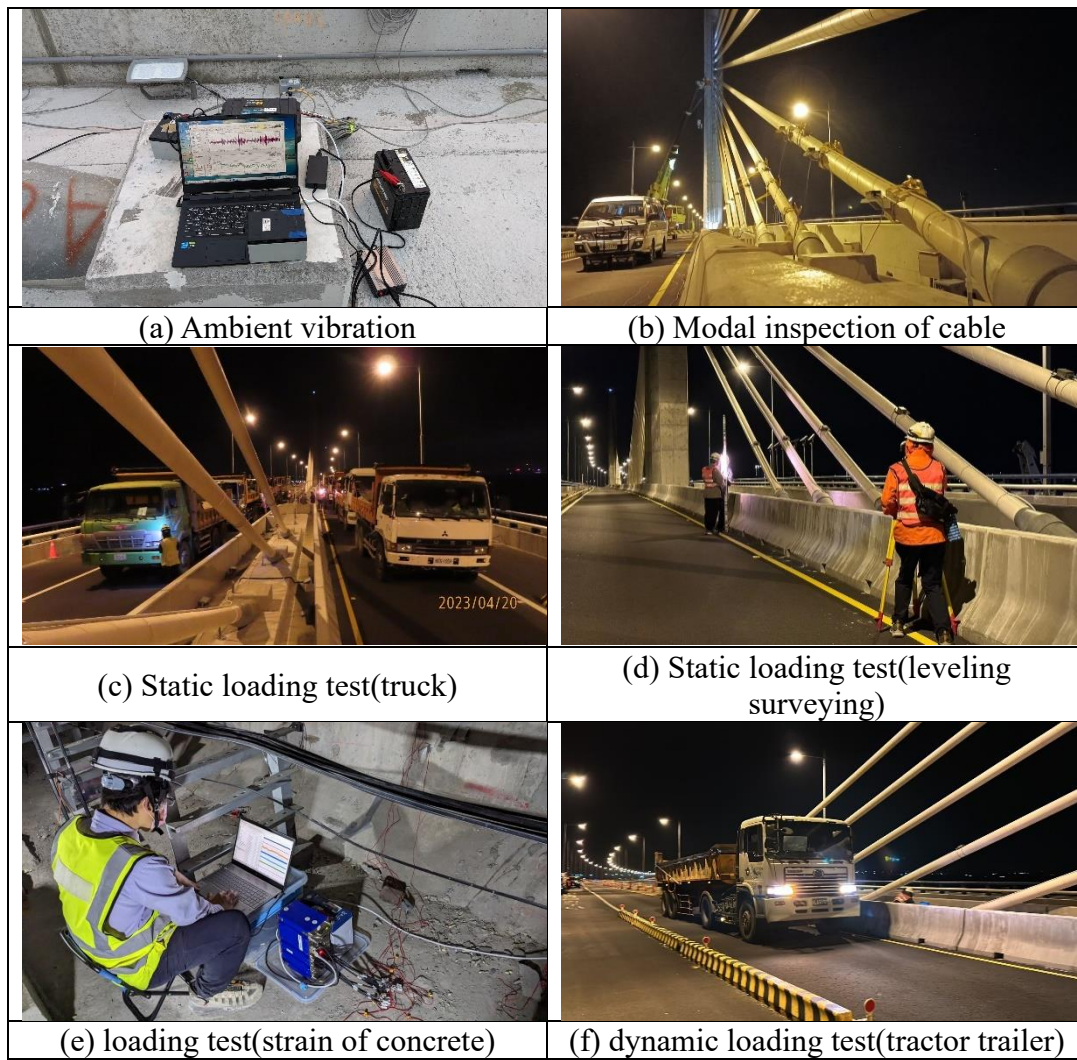 (a) Ambient vibration
(b) Modal inspection of cable
2023/04/20
(c) Static loading test(truck)
(d) Static loading test(leveling
surveying)
(e) loading test(strain of concrete)
(f) dynamic loading test(tractor trailer)